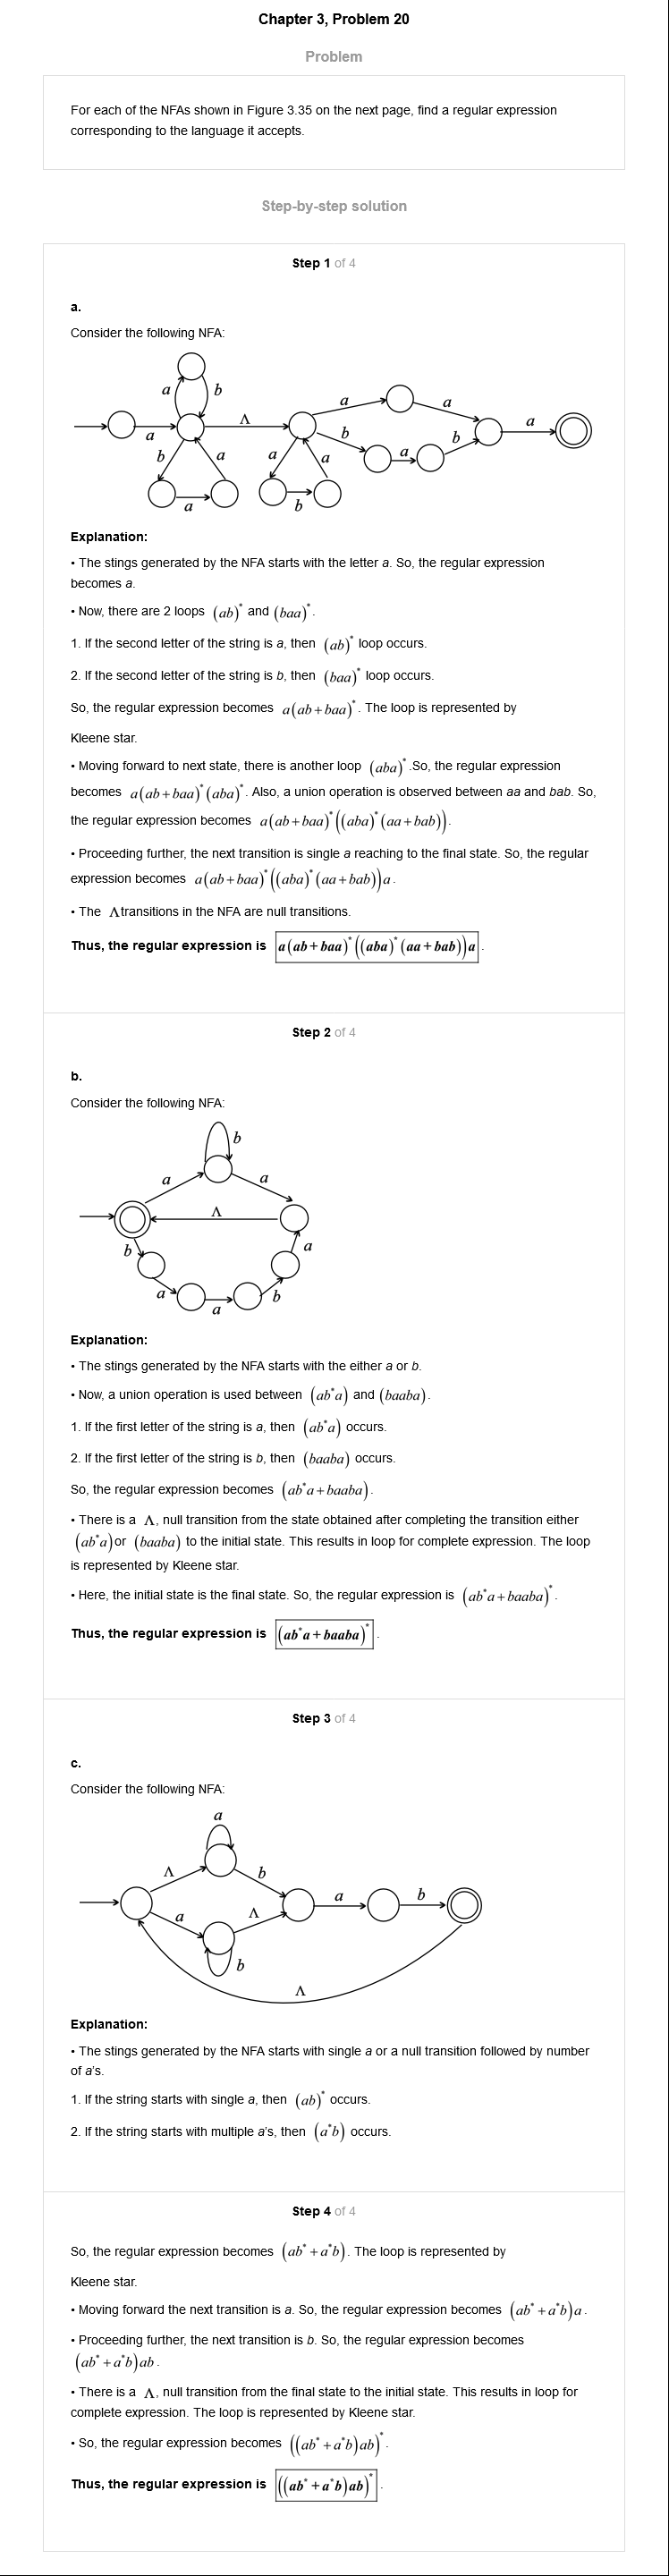 Chapter 3, Problem 20
Problem
For each of the NFAs shown in Figure 3.35 on the next page, find a regular expression
corresponding to the language it accepts.
Step-by-step solution
Step 1 of 4
a.
Consider the following NFA:
a b Λ a a a
a b a a a b a b
a b
Explanation:
• The stings generated by the NFA starts with the letter a. So, the regular expression
becomes a.
• Now, there are 2 loops (ab)* and (baa)*.
1. If the second letter of the string is a, then (ab)* loop occurs.
2. If the second letter of the string is b, then (baa)* loop occurs.
So, the regular expression becomes a(ab+baa)*. The loop is represented by
Kleene star.
• Moving forward to next state, there is another loop (aba)*.So, the regular expression
becomes a(ab+baa)*(aba)*. Also, a union operation is observed between aa and bab. So,
the regular expression becomes a(ab+baa)*((aba)*(aa+bab)).
• Proceeding further, the next transition is single a reaching to the final state. So, the regular
expression becomes a(ab+baa)*((aba)*(aa+bab))a.
• The Λtransitions in the NFA are null transitions.
Thus, the regular expression is a(ab+baa)*((aba)*(aa+bab))a.
Step 2 of 4
b.
Consider the following NFA:
b
a a
Λ
b a
a b
a
Explanation:
• The stings generated by the NFA starts with the either a or b.
• Now, a union operation is used between (ab*a) and (baaba).
1. If the first letter of the string is a, then (ab*a) occurs.
2. If the first letter of the string is b, then (baaba) occurs.
So, the regular expression becomes (ab*a+baaba).
• There is a Λ, null transition from the state obtained after completing the transition either
(ab*a)or (baaba) to the initial state. This results in loop for complete expression. The loop
is represented by Kleene star.
• Here, the initial state is the final state. So, the regular expression is (ab*a+baaba)*.
Thus, the regular expression is (ab*a+baaba)*.
Step 3 of 4
c.
Consider the following NFA:
a
Λ b
a b
a Λ
b
Λ
Explanation:
• The stings generated by the NFA starts with single a or a null transition followed by number
of a's.
1. If the string starts with single a, then (ab)* occurs.
2. If the string starts with multiple a's, then (a*b) occurs.
Step 4 of 4
So, the regular expression becomes (ab*+a*b). The loop is represented by
Kleene star.
• Moving forward the next transition is a. So, the regular expression becomes (ab*+a*b)a.
• Proceeding further, the next transition is b. So, the regular expression becomes
(ab*+a*b)ab.
• There is a Λ, null transition from the final state to the initial state. This results in loop for
complete expression. The loop is represented by Kleene star.
• So, the regular expression becomes ((ab*+a*b)ab)*.
Thus, the regular expression is ((ab*+a*b)ab)*.